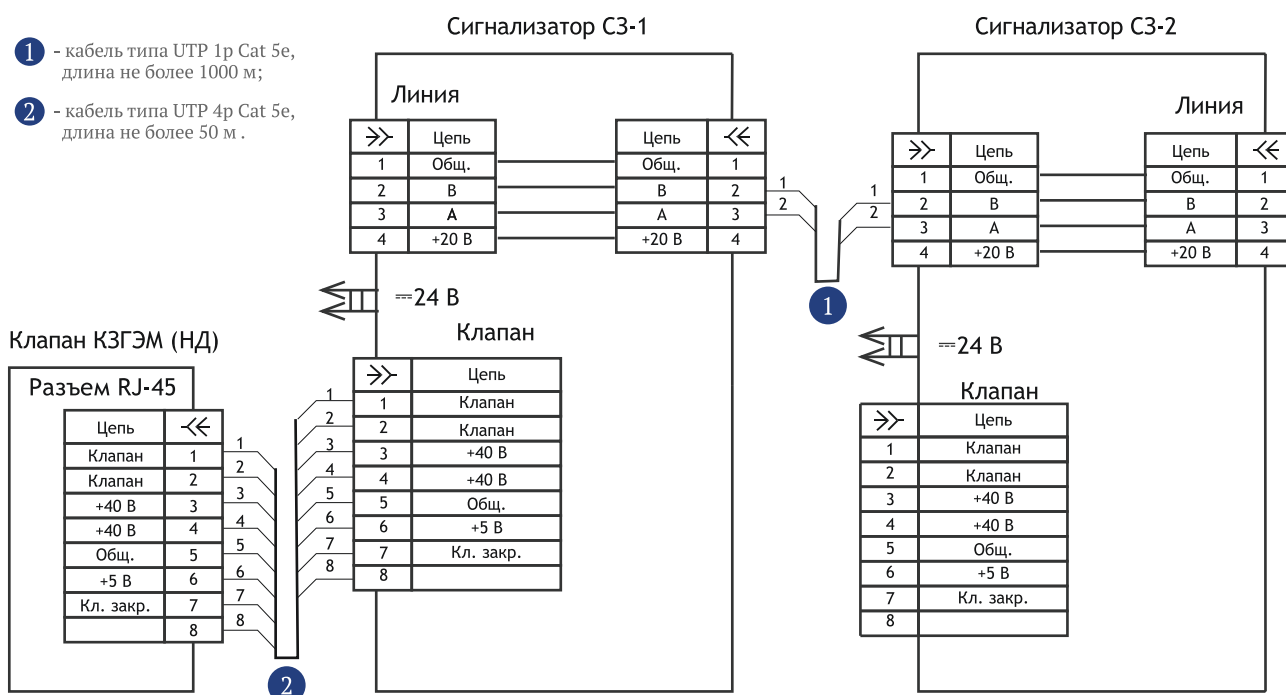 Сигнализатор СЗ-1
Сигнализатор СЗ-2
1 - кабель типа UTP 1p Cat 5e,
длина не более 1000 м;
2 - кабель типа UTP 4p Cat 5e,
длина не более 50 м .
Линия
Цепь
1 Общ.
2 B
3 A
4 +20 В
Цепь
Общ. 1
B 2
A 3
+20 В 4
1
2
1
1
2
Линия
Цепь
1 Общ.
2 B
3 A
4 +20 В
Цепь
Общ. 1
B 2
A 3
+20 В 4
24 В
24 В
Клапан КЗГЭМ (НД)
Разъем RJ-45
Цепь
Клапан 1
Клапан 2
+40 В 3
+40 В 4
Общ. 5
+5 В 6
Кл. закр. 7
8
1
2
3
4
5
6
7
8
2
1
2
3
4
5
6
7
8
Клапан
Цепь
1 Клапан
2 Клапан
3 +40 В
4 +40 В
5 Общ.
6 +5 В
7 Кл. закр.
8
Клапан
Цепь
1 Клапан
2 Клапан
3 +40 В
4 +40 В
5 Общ.
6 +5 В
7 Кл. закр.
8